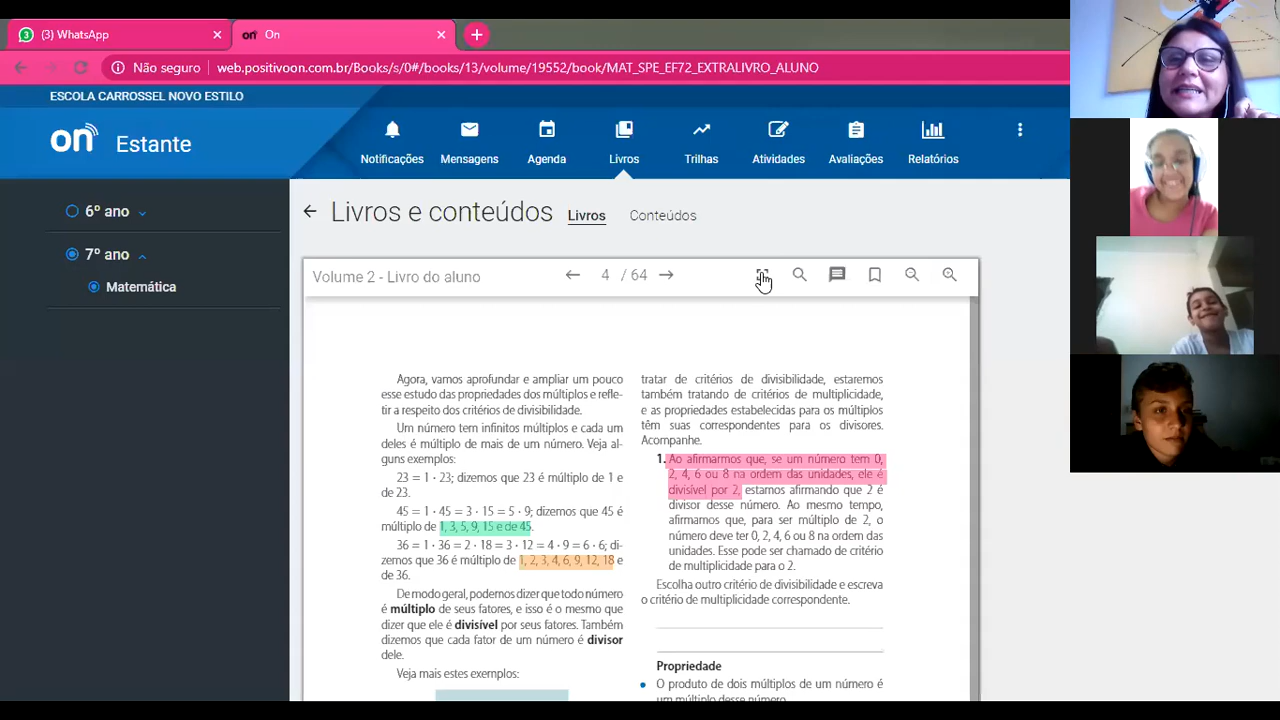 (3) WhatsApp
On
Não seguro
web.positivoon.com.br/Books/s/0#/books/13/volume/19552/book/MAT_SPE_EF72_EXTRALIVRO_ALUNO
ESCOLA CARROSSEL NOVO ESTILO
on Estante
Notificações Mensagens Agenda Livros Trilhas Atividades Avaliações Relatórios
6º ano
7º ano
Matemática
Livros e conteúdos Livros Conteúdos
Volume 2 - Livro do aluno 4 / 64
Agora, vamos aprofundar e ampliar um pouco
esse estudo das propriedades dos múltiplos e refle-
tir a respeito dos critérios de divisibilidade.
Um número tem infinitos múltiplos e cada um
deles é múltiplo de mais de um número. Veja al-
guns exemplos:
23 = 1 · 23; dizemos que 23 é múltiplo de 1 e
de 23.
45 = 1 · 45 = 3 · 15 = 5 · 9; dizemos que 45 é
múltiplo de 1, 3, 5, 9, 15 e de 45.
36 = 1 · 36 = 2 · 18 = 3 · 12 = 4 · 9 = 6 · 6; di-
zemos que 36 é múltiplo de 1, 2, 3, 4, 6, 9, 12, 18 e
de 36.
De modo geral, podemos dizer que todo número
é múltiplo de seus fatores, e isso é o mesmo que
dizer que ele é divisível por seus fatores. Também
dizemos que cada fator de um número é divisor
dele.
Veja mais estes exemplos:
tratar de critérios de divisibilidade, estaremos
também tratando de critérios de multiplicidade,
e as propriedades estabelecidas para os múltiplos
têm suas correspondentes para os divisores.
Acompanhe.
1. Ao afirmarmos que, se um número tem 0,
2, 4, 6 ou 8 na ordem das unidades, ele é
divisível por 2, estamos afirmando que 2 é
divisor desse número. Ao mesmo tempo,
afirmamos que, para ser múltiplo de 2, o
número deve ter 0, 2, 4, 6 ou 8 na ordem das
unidades. Esse pode ser chamado de critério
de multiplicidade para o 2.
Escolha outro critério de divisibilidade e escreva
o critério de multiplicidade correspondente.
Propriedade
O produto de dois múltiplos de um número é
um múltiplo desse número.